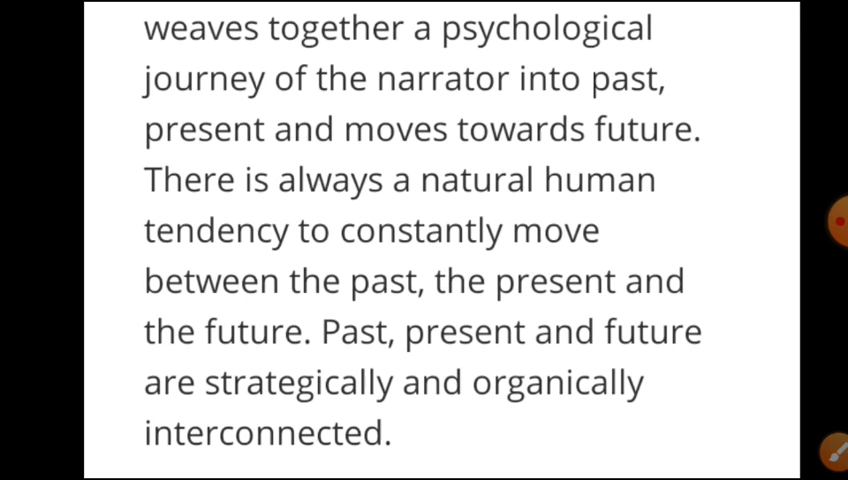 weaves together a psychological
journey of the narrator into past,
present and moves towards future.
There is always a natural human
tendency to constantly move
between the past, the present and
the future. Past, present and future
are strategically and organically
interconnected.